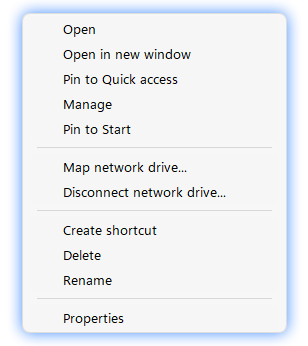 Open
Open in new window
Pin to Quick access
Manage
Pin to Start
Map network drive...
Disconnect network drive...
Create shortcut
Delete
Rename
Properties